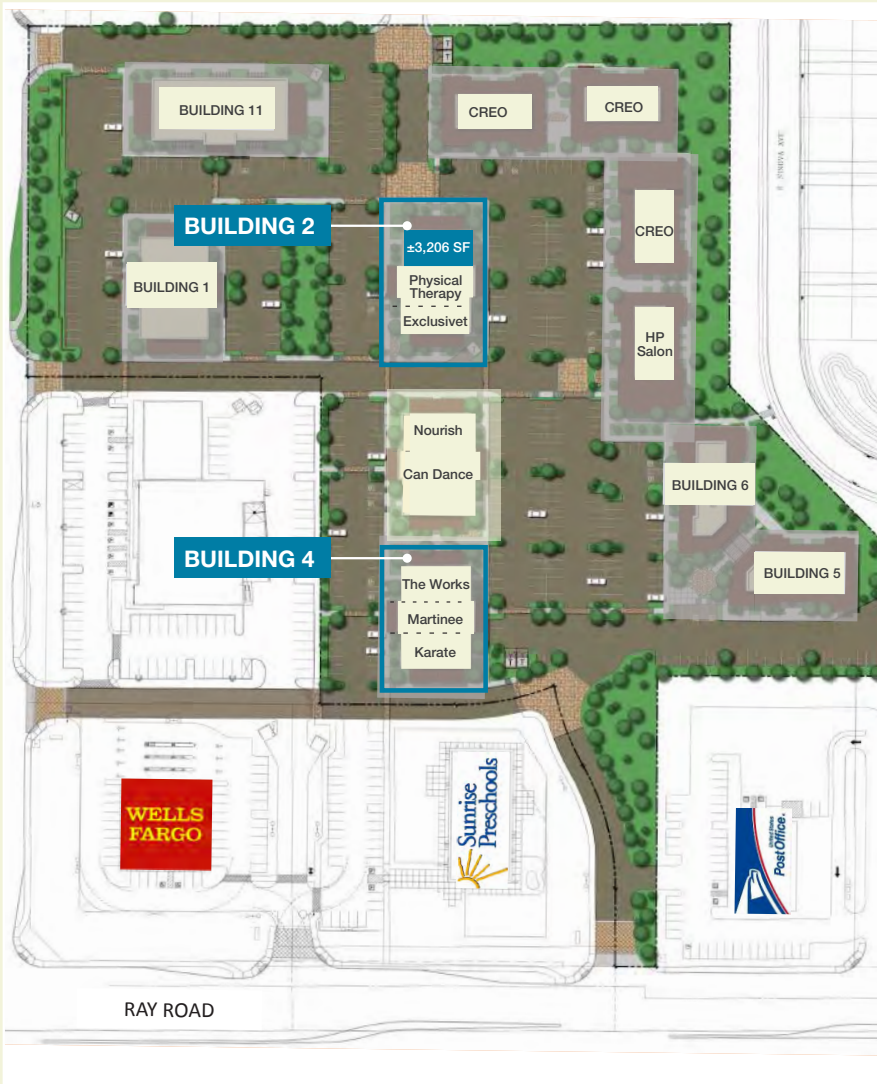 BUILDING 11
CREO
CREO
BUILDING 2
±3,206 SF
CREO
Physical
Therapy
BUILDING 1
Exclusivet
HP
Salon
Nourish
Can Dance
BUILDING 6
BUILDING 4
The Works
BUILDING 5
Martinee
Karate
WELLS
FARGO
Sunrise
Preschools
United States
Post Office®
RAY ROAD